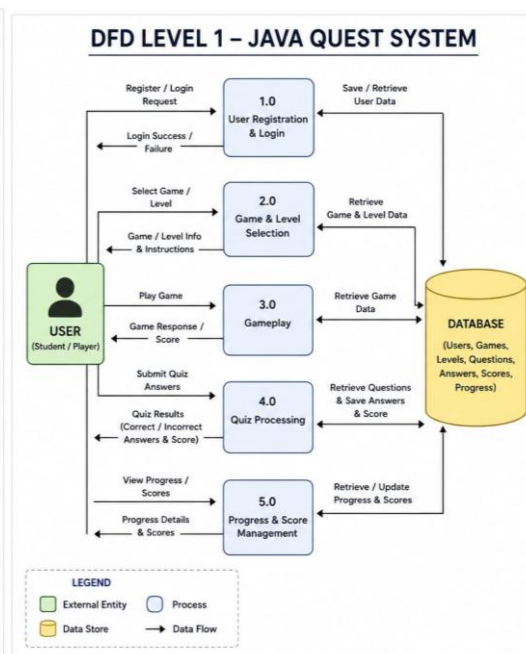 DFD LEVEL 1 – JAVA QUEST SYSTEM
Register / Login
Request
Login Success /
Failure
1.0
User Registration
& Login
Save / Retrieve
User Data
Select Game /
Level
Game / Level Info
& Instructions
2.0
Game & Level
Selection
Retrieve
Game & Level Data
USER
(Student / Player)
Play Game
Game Response /
Score
3.0
Gameplay
Retrieve Game
Data
DATABASE
(Users, Games,
Levels, Questions,
Answers, Scores,
Progress)
Submit Quiz
Answers
Quiz Results
(Correct / Incorrect
Answers & Score)
4.0
Quiz Processing
Retrieve Questions
& Save Answers
& Score
View Progress /
Scores
Progress Details
& Scores
5.0
Progress & Score
Management
Retrieve / Update
Progress & Scores
LEGEND
External Entity
Process
Data Store
Data Flow